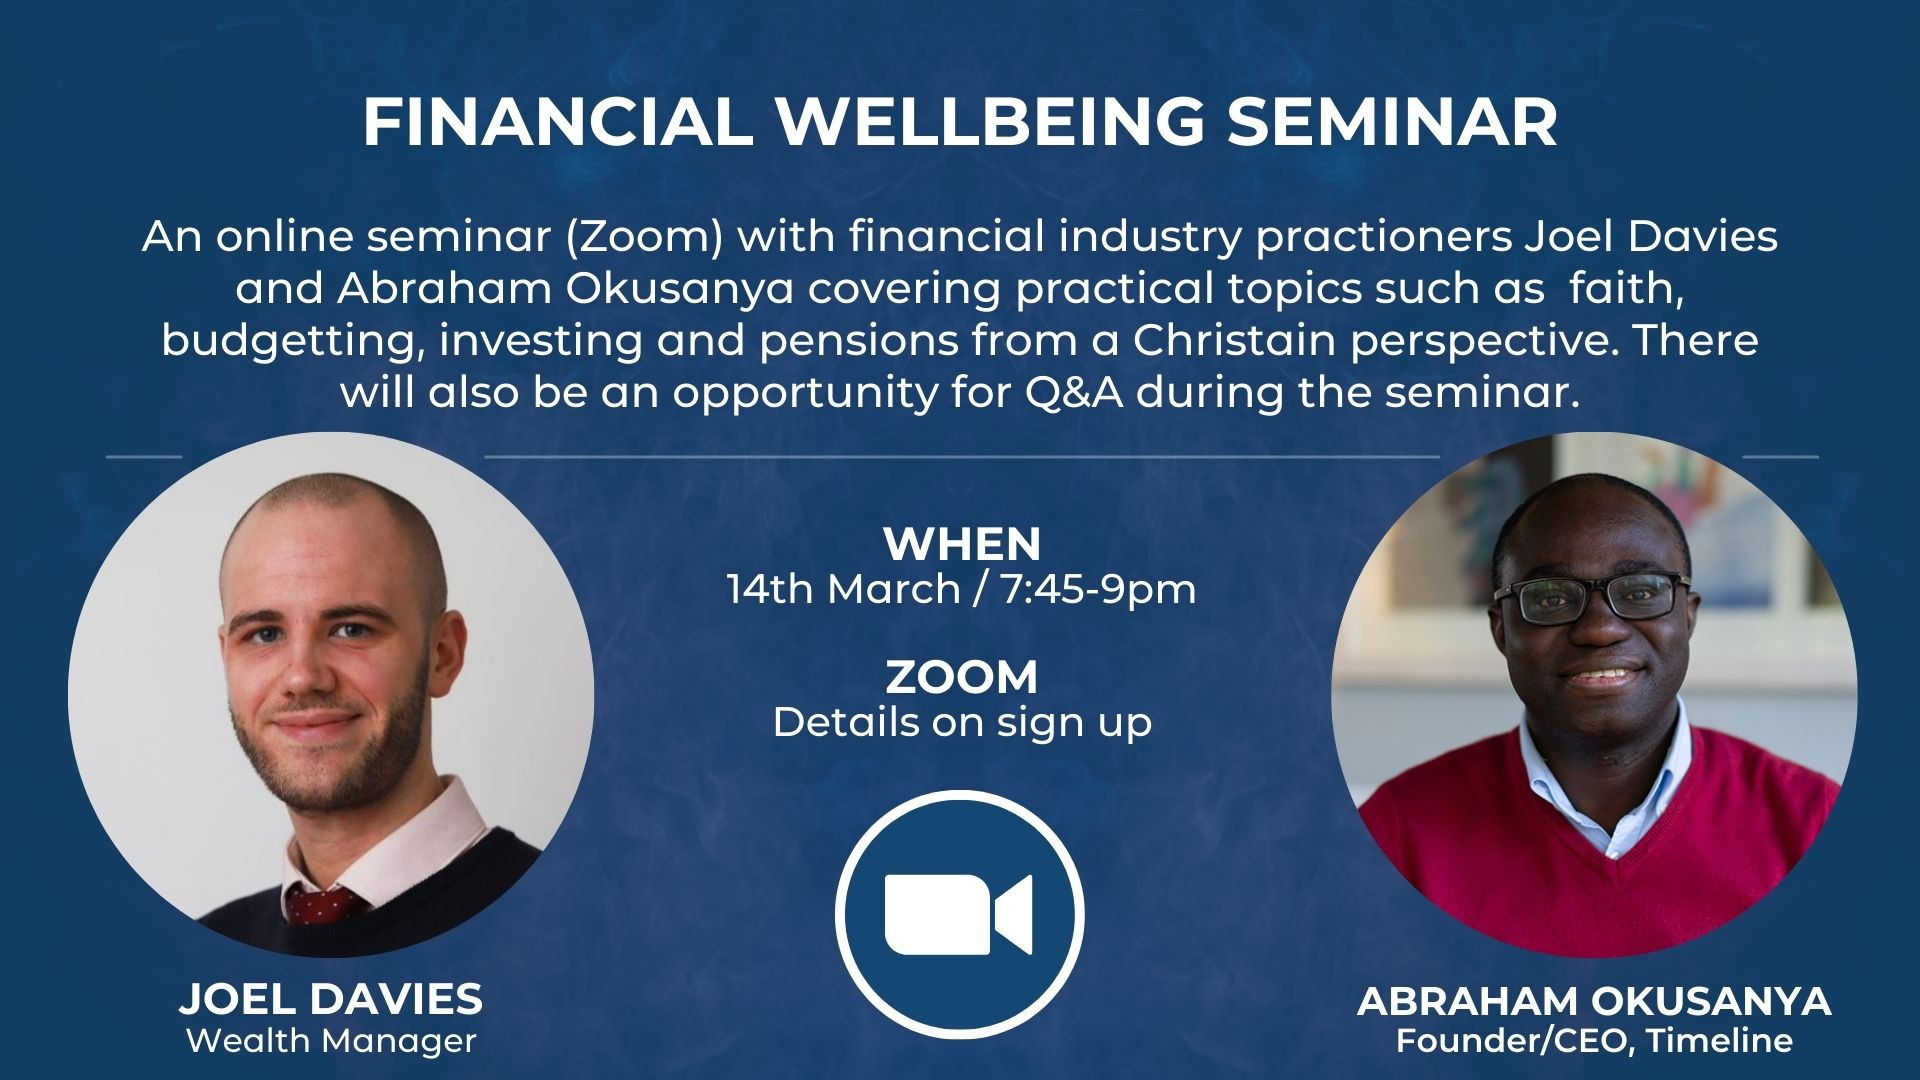 FINANCIAL WELLBEING SEMINAR
An online seminar (Zoom) with financial industry practioners Joel Davies
and Abraham Okusanya covering practical topics such as  faith,
budgetting, investing and pensions from a Christain perspective. There
will also be an opportunity for Q&A during the seminar.
WHEN
14th March / 7:45-9pm
ZOOM
Details on sign up
JOEL DAVIES
Wealth Manager
ABRAHAM OKUSANYA
Founder/CEO, Timeline